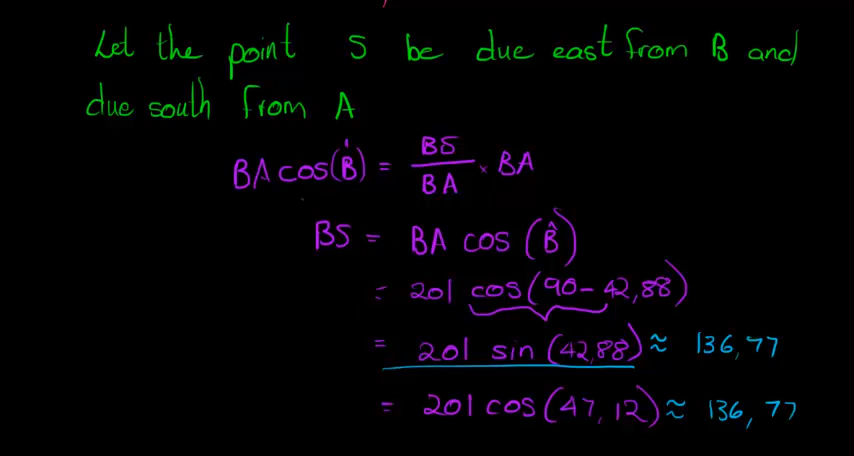 Let the point S be due east from B and
due south from A
BA cos(B̂) = BS/BA × BA
BS = BA cos (B̂)
= 201 cos(90 - 42,88)
= 201 sin (42,88) ≈ 136,77
= 201 cos(47,12) ≈ 136,77